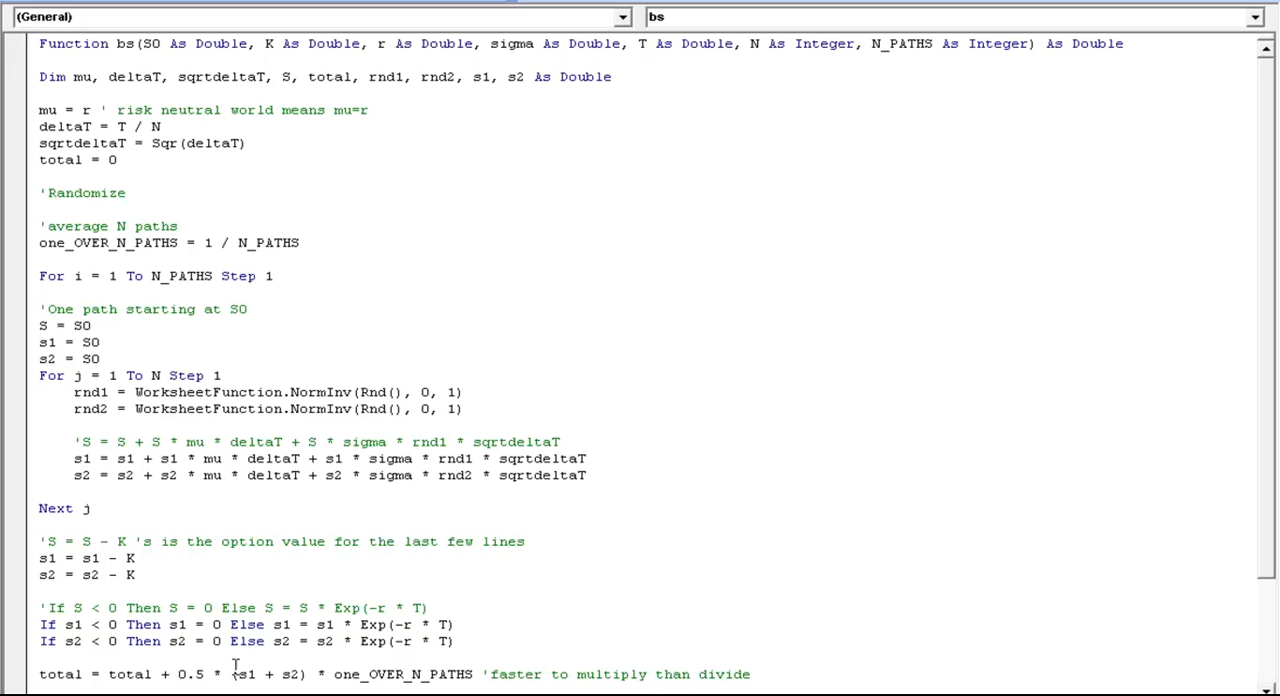 (General) bs
Function bs(S0 As Double, K As Double, r As Double, sigma As Double, T As Double, N As Integer, N_PATHS As Integer) As Double
Dim mu, deltaT, sqrtdeltaT, S, total, rnd1, rnd2, s1, s2 As Double
mu = r ' risk neutral world means mu=r
deltaT = T / N
sqrtdeltaT = Sqr(deltaT)
total = 0
'Randomize
'average N paths
one_OVER_N_PATHS = 1 / N_PATHS
For i = 1 To N_PATHS Step 1
'One path starting at S0
S = S0
s1 = S0
s2 = S0
For j = 1 To N Step 1
rnd1 = WorksheetFunction.NormInv(Rnd(), 0, 1)
rnd2 = WorksheetFunction.NormInv(Rnd(), 0, 1)
'S = S + S * mu * deltaT + S * sigma * rnd1 * sqrtdeltaT
s1 = s1 + s1 * mu * deltaT + s1 * sigma * rnd1 * sqrtdeltaT
s2 = s2 + s2 * mu * deltaT + s2 * sigma * rnd2 * sqrtdeltaT
Next j
'S = S - K 's is the option value for the last few lines
s1 = s1 - K
s2 = s2 - K
'If S < 0 Then S = 0 Else S = S * Exp(-r * T)
If s1 < 0 Then s1 = 0 Else s1 = s1 * Exp(-r * T)
If s2 < 0 Then s2 = 0 Else s2 = s2 * Exp(-r * T)
total = total + 0.5 * (s1 + s2) * one_OVER_N_PATHS 'faster to multiply than divide